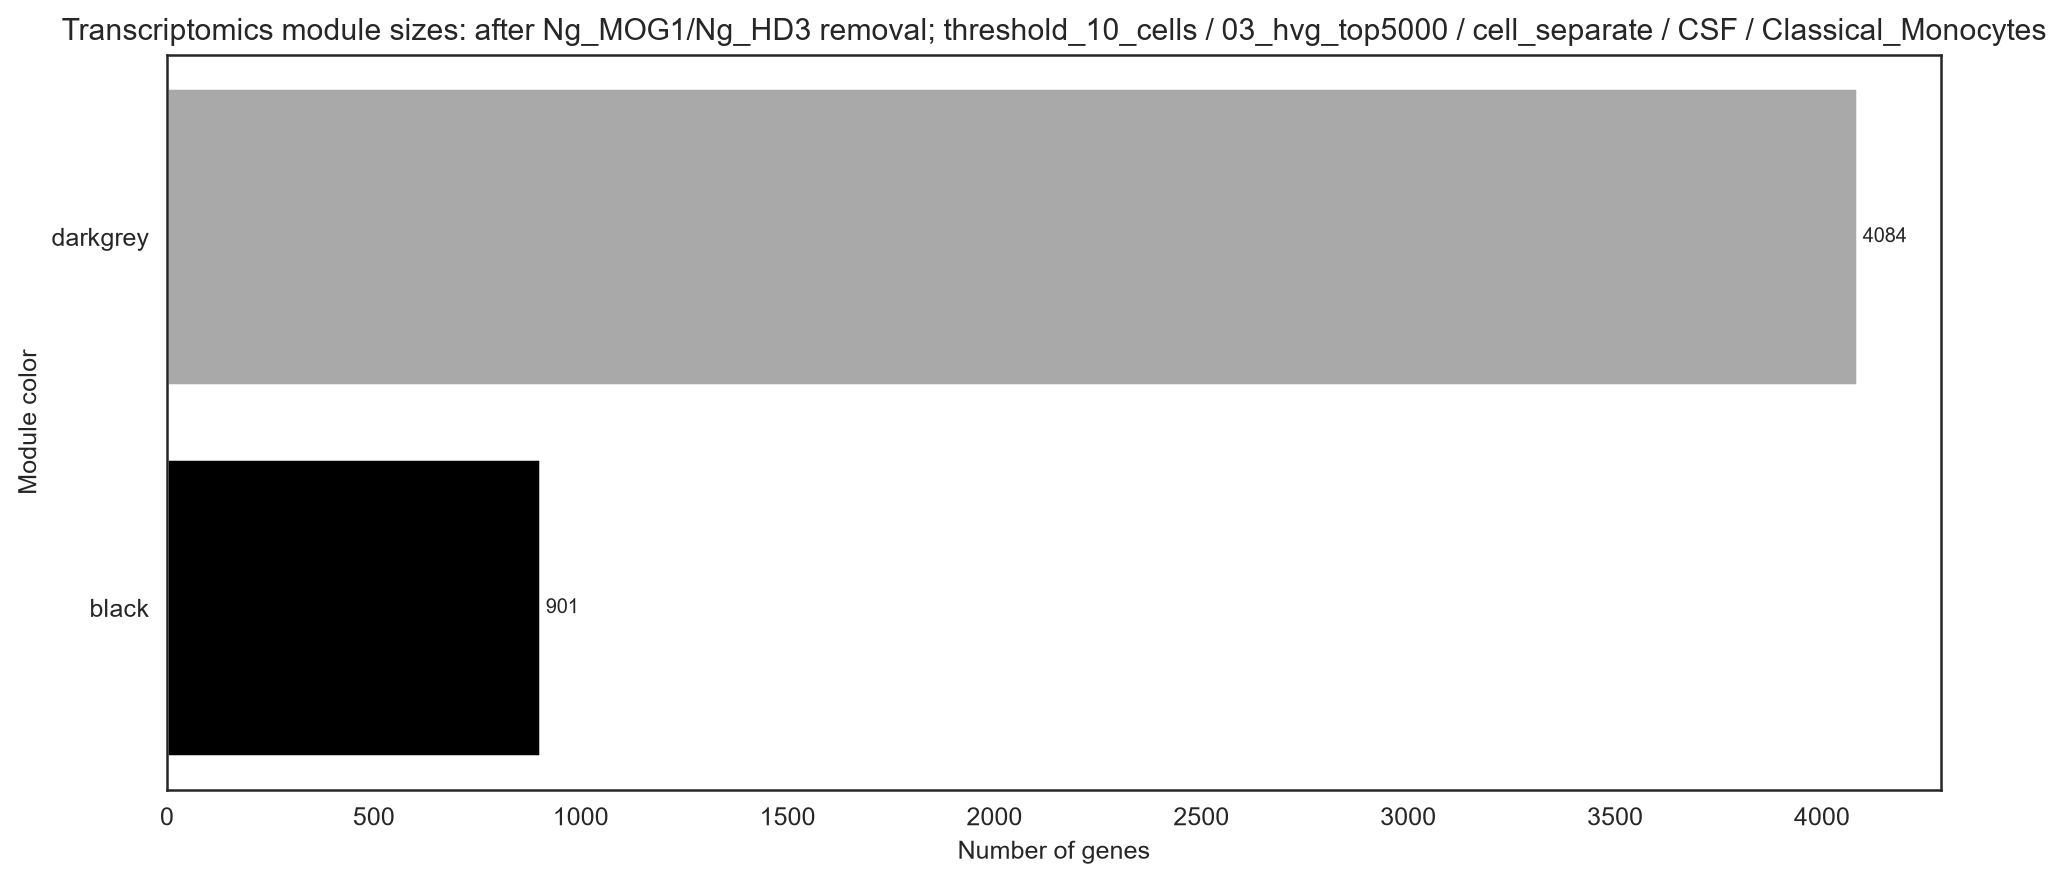 Transcriptomics module sizes: after Ng_MOG1/Ng_HD3 removal; threshold_10_cells / 03_hvg_top5000 / cell_separate / CSF / Classical_Monocytes
darkgrey
4084
Module color
black
901
0 500 1000 1500 2000 2500 3000 3500 4000
Number of genes